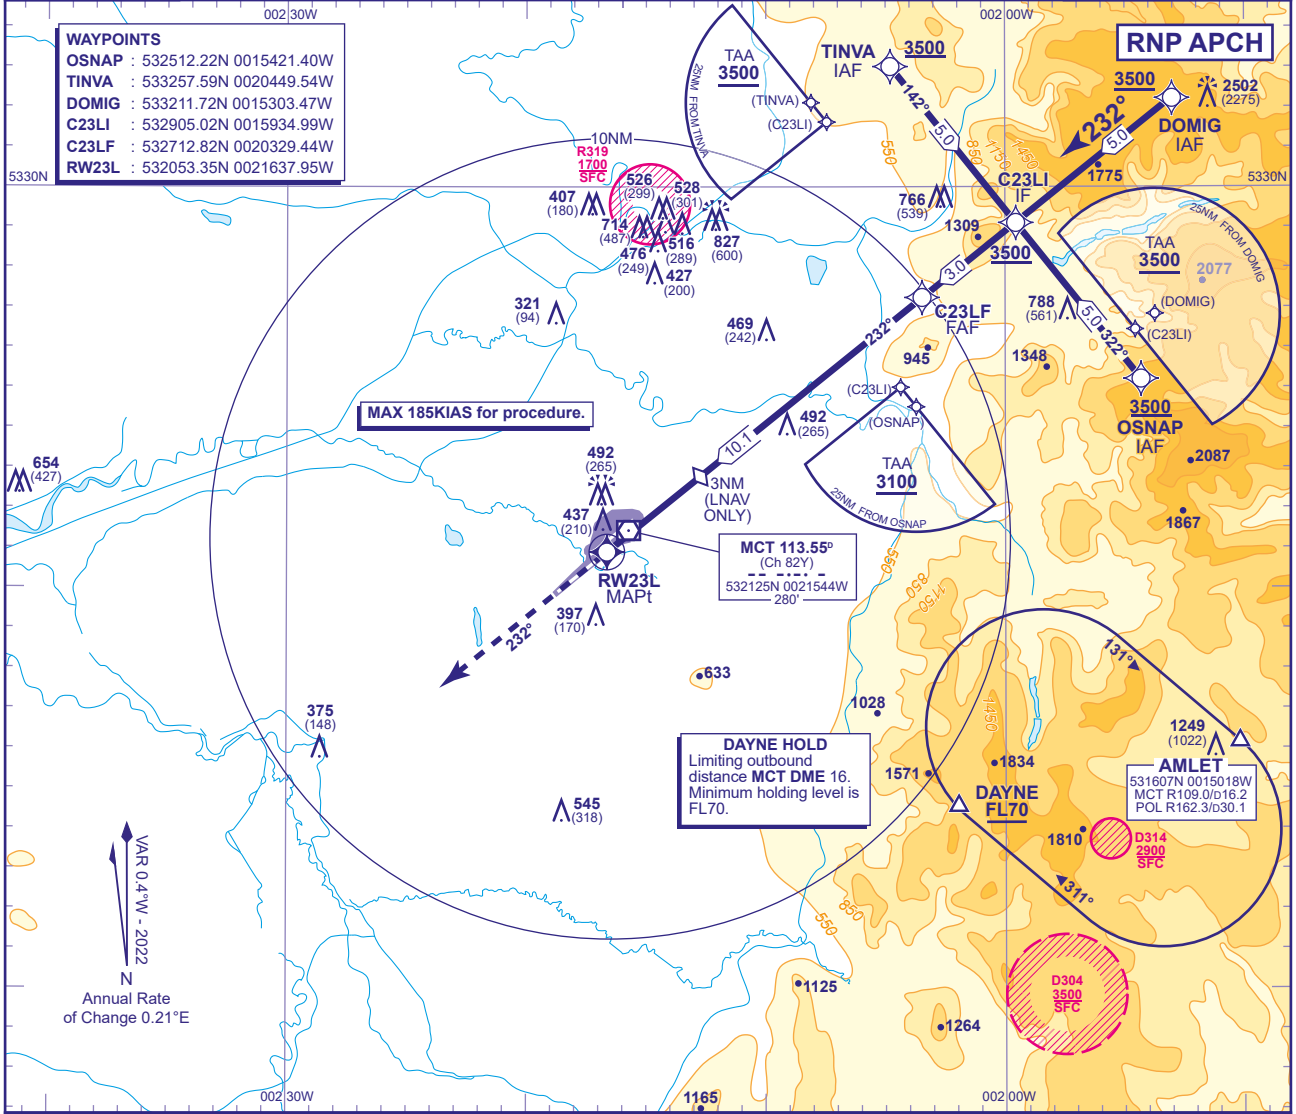 002 30W
002 00W
RNP APCH
WAYPOINTS
OSNAP : 532512.22N 0015421.40W
TINVA : 533257.59N 0020449.54W
DOMIG : 533211.72N 0015303.47W
C23LI : 532905.02N 0015934.99W
C23LF : 532712.82N 0020329.44W
RW23L : 532053.35N 0021637.95W
5330N
5330N
TAA
3500
25NM FROM TINVA
(TINVA)
(C23LI)
TINVA
IAF
3500
142°
5.0
550
850
1150
1450
3500
DOMIG
IAF
232°
5.0
2502
(2275)
1775
10NM
R319
1700
SFC
526
(299)
528
(301)
407
(180)
714
(487)
476
(249)
516
(289)
427
(200)
827
(600)
766
(539)
1309
C23LI
IF
3500
TAA
3500
25NM FROM DOMIG
2077
(DOMIG)
(C23LI)
3.0
C23LF
FAF
788
(561)
5.0
322°
321
(94)
469
(242)
232°
945
1348
3500
OSNAP
IAF
MAX 185KIAS for procedure.
(C23LI)
(OSNAP)
TAA
3100
25NM FROM OSNAP
492
(265)
10.1
2087
1867
654
(427)
492
(265)
437
(210)
3NM
(LNAV
ONLY)
MCT 113.55D
(Ch 82Y)
532125N 0021544W
280'
RW23L
MAPt
397
(170)
232°
550
850
1150
633
1028
131°
1450
375
(148)
1249
(1022)
AMLET
531607N 0015018W
MCT R109.0/D16.2
POL R162.3/D30.1
DAYNE HOLD
Limiting outbound
distance MCT DME 16.
Minimum holding level is
FL70.
1571
1834
DAYNE
FL70
545
(318)
1810
D314
2900
SFC
311°
850
550
VAR 0.4°W - 2022
N
Annual Rate
of Change 0.21°E
D304
3500
SFC
1125
1264
1165
002 30W
002 00W